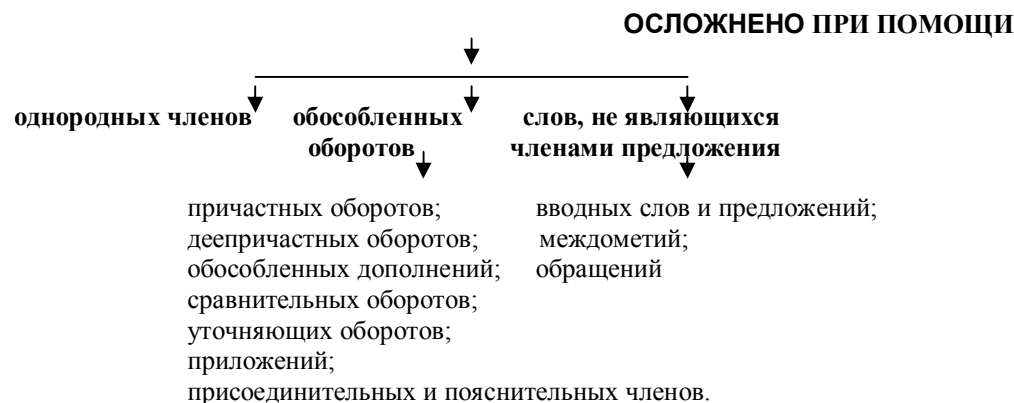 ОСЛОЖНЕНО ПРИ ПОМОЩИ
однородных членов обособленных слов, не являющихся
оборотов членами предложения
причастных оборотов; вводных слов и предложений;
деепричастных оборотов; междометий;
обособленных дополнений; обращений
сравнительных оборотов;
уточняющих оборотов;
приложений;
присоединительных и пояснительных членов.